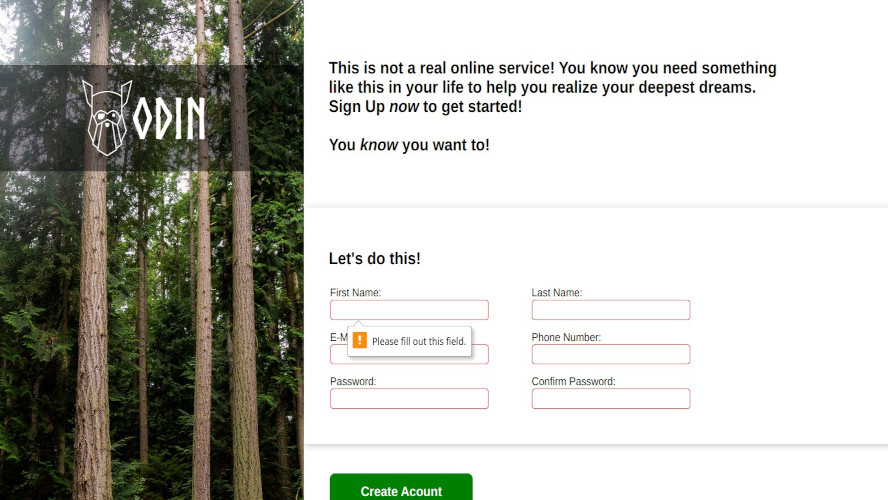 ODIN
This is not a real online service! You know you need something
like this in your life to help you realize your deepest dreams.
Sign Up now to get started!
You know you want to!
Let's do this!
First Name:
Last Name:
E-M
Please fill out this field.
Phone Number:
Password:
Confirm Password:
Create Acount